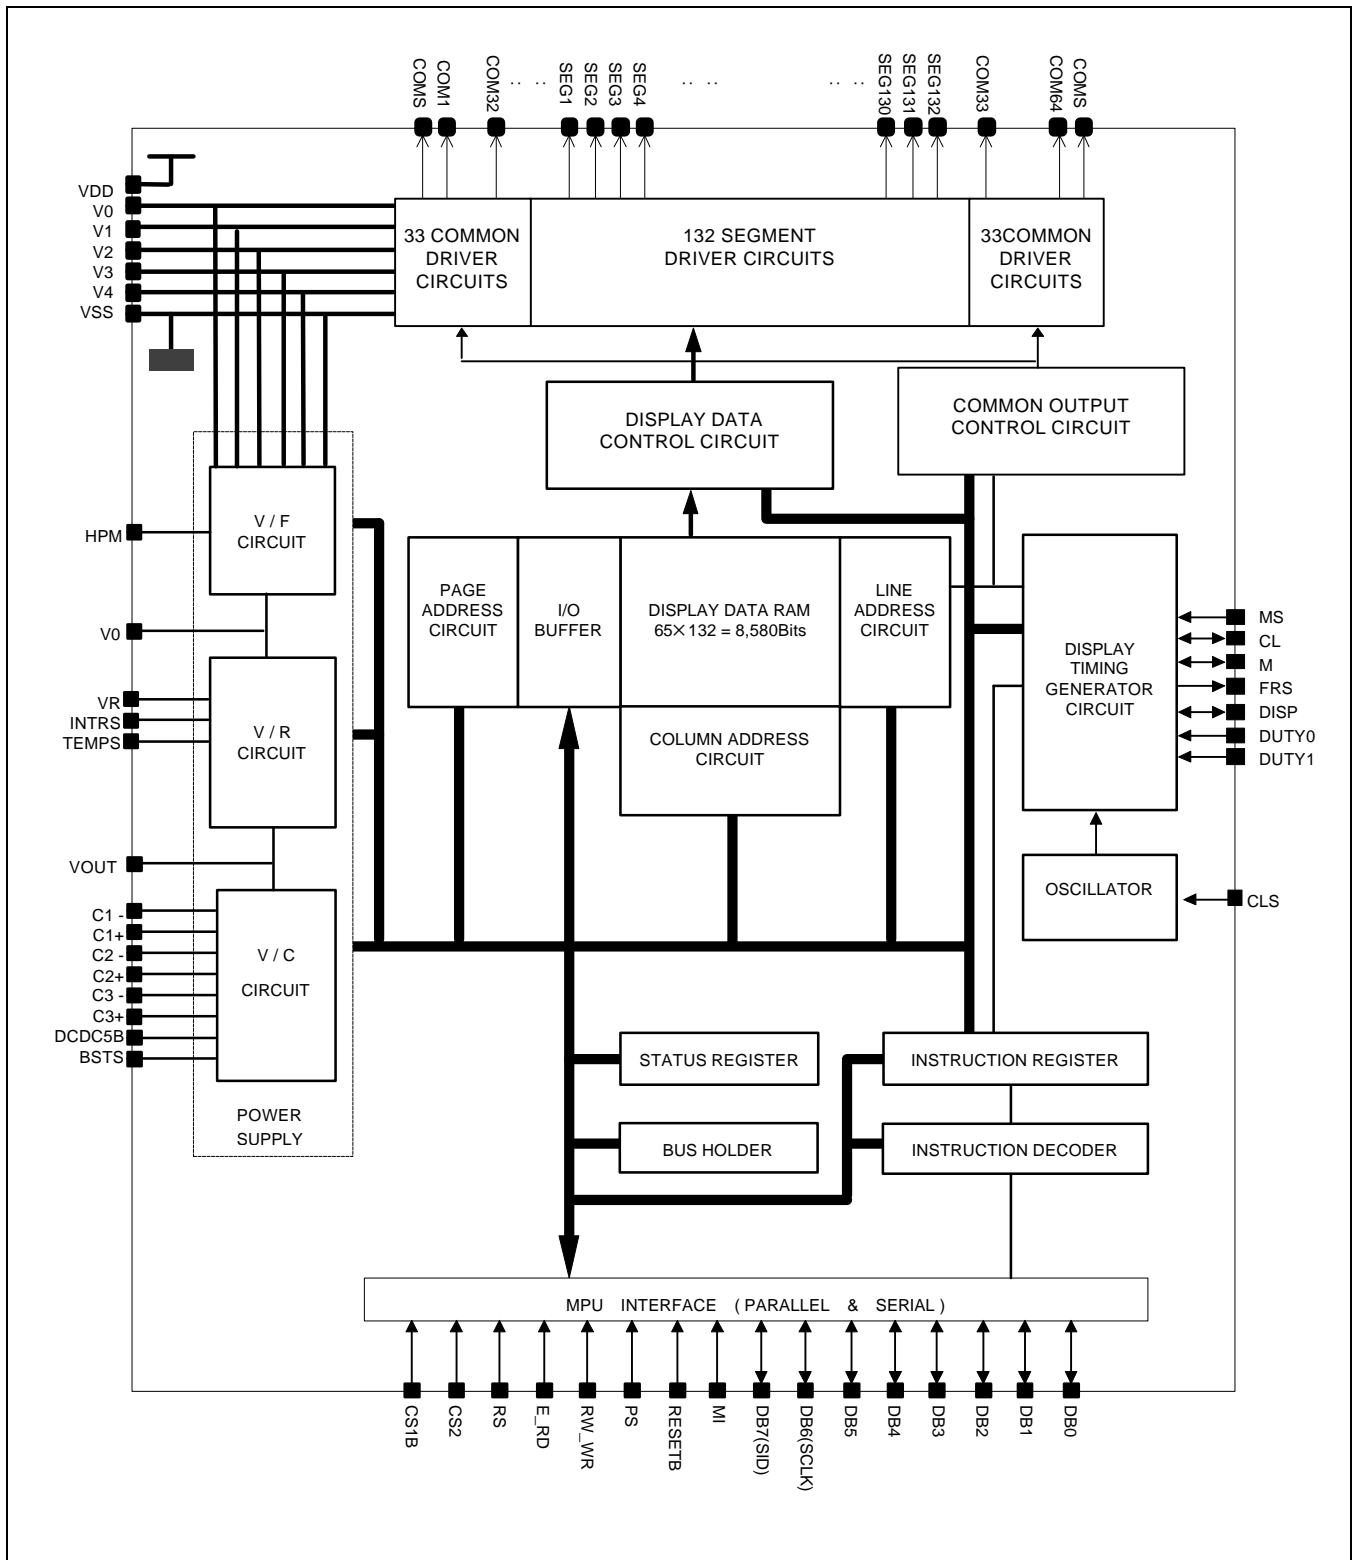 COMS
COM1
COM32
: :
: :
SEG1
SEG2
SEG3
SEG4
: :
: :
: :
: :
SEG130
SEG131
SEG132
COM33
COM64
COMS
VDD
V0
V1
V2
V3
V4
VSS
33 COMMON
DRIVER
CIRCUITS
132 SEGMENT
DRIVER CIRCUITS
33COMMON
DRIVER
CIRCUITS
DISPLAY DATA
CONTROL CIRCUIT
COMMON OUTPUT
CONTROL CIRCUIT
HPM
V / F
CIRCUIT
V0
VR
INTRS
TEMPS
V / R
CIRCUIT
PAGE
ADDRESS
CIRCUIT
I/O
BUFFER
DISPLAY DATA RAM
65×132 = 8,580Bits
LINE
ADDRESS
CIRCUIT
COLUMN ADDRESS
CIRCUIT
DISPLAY
TIMING
GENERATOR
CIRCUIT
MS
CL
M
FRS
DISP
DUTY0
DUTY1
VOUT
C1 -
C1+
C2 -
C2+
C3 -
C3+
DCDC5B
BSTS
V / C
CIRCUIT
OSCILLATOR
CLS
POWER
SUPPLY
STATUS REGISTER
INSTRUCTION REGISTER
BUS HOLDER
INSTRUCTION DECODER
MPU INTERFACE ( PARALLEL & SERIAL )
CS1B
CS2
RS
E_RD
RW_WR
PS
RESETB
MI
DB7(SID)
DB6(SCLK)
DB5
DB4
DB3
DB2
DB1
DB0